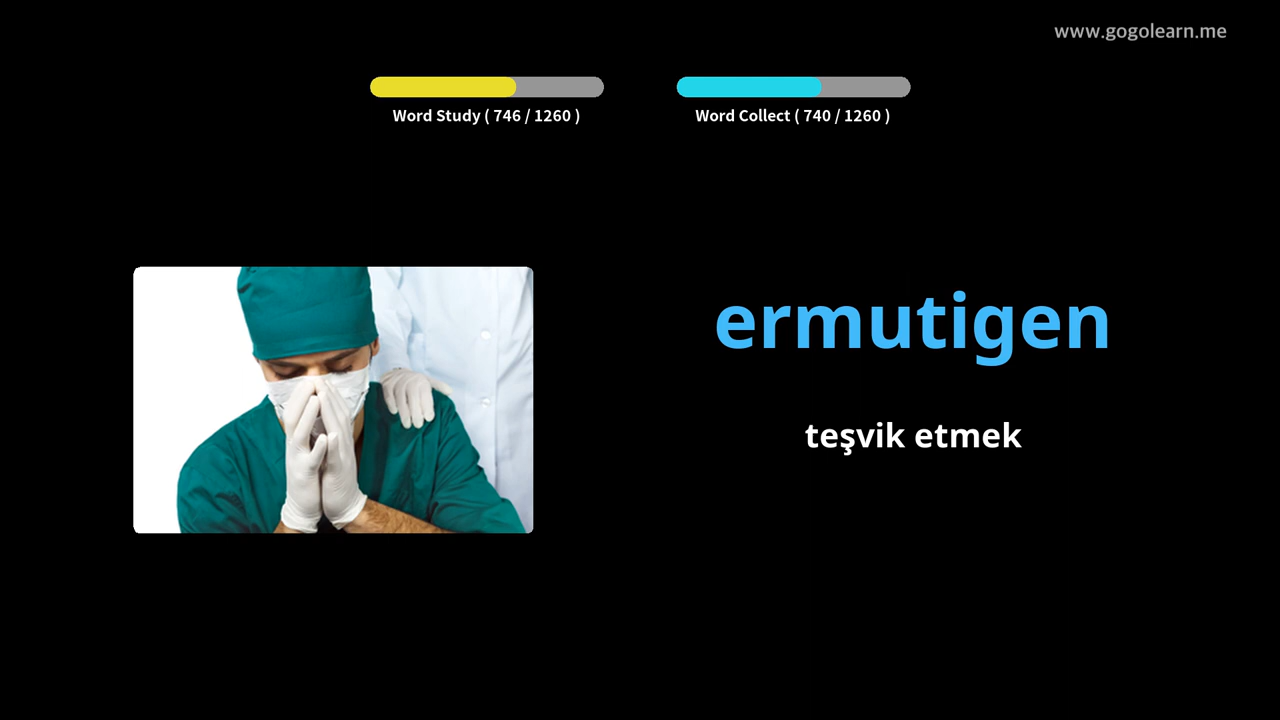 www.gogolearn.me
Word Study ( 746 / 1260 )
Word Collect ( 740 / 1260 )
ermutigen
teşvik etmek